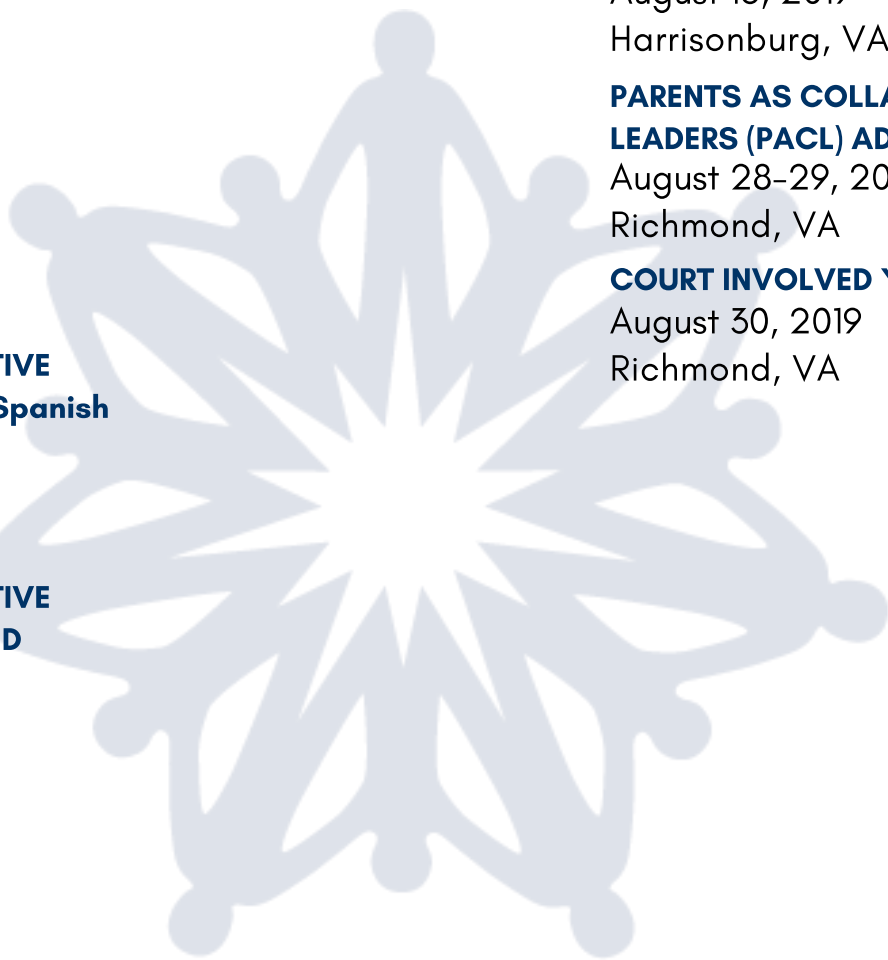 TIVE
Spanish
TIVE
D
August
Harrisonburg, VA
PARENTS AS COLLA
LEADERS (PACL) AD
August 28-29, 20
Richmond, VA
COURT INVOLVED
August 30, 2019
Richmond, VA